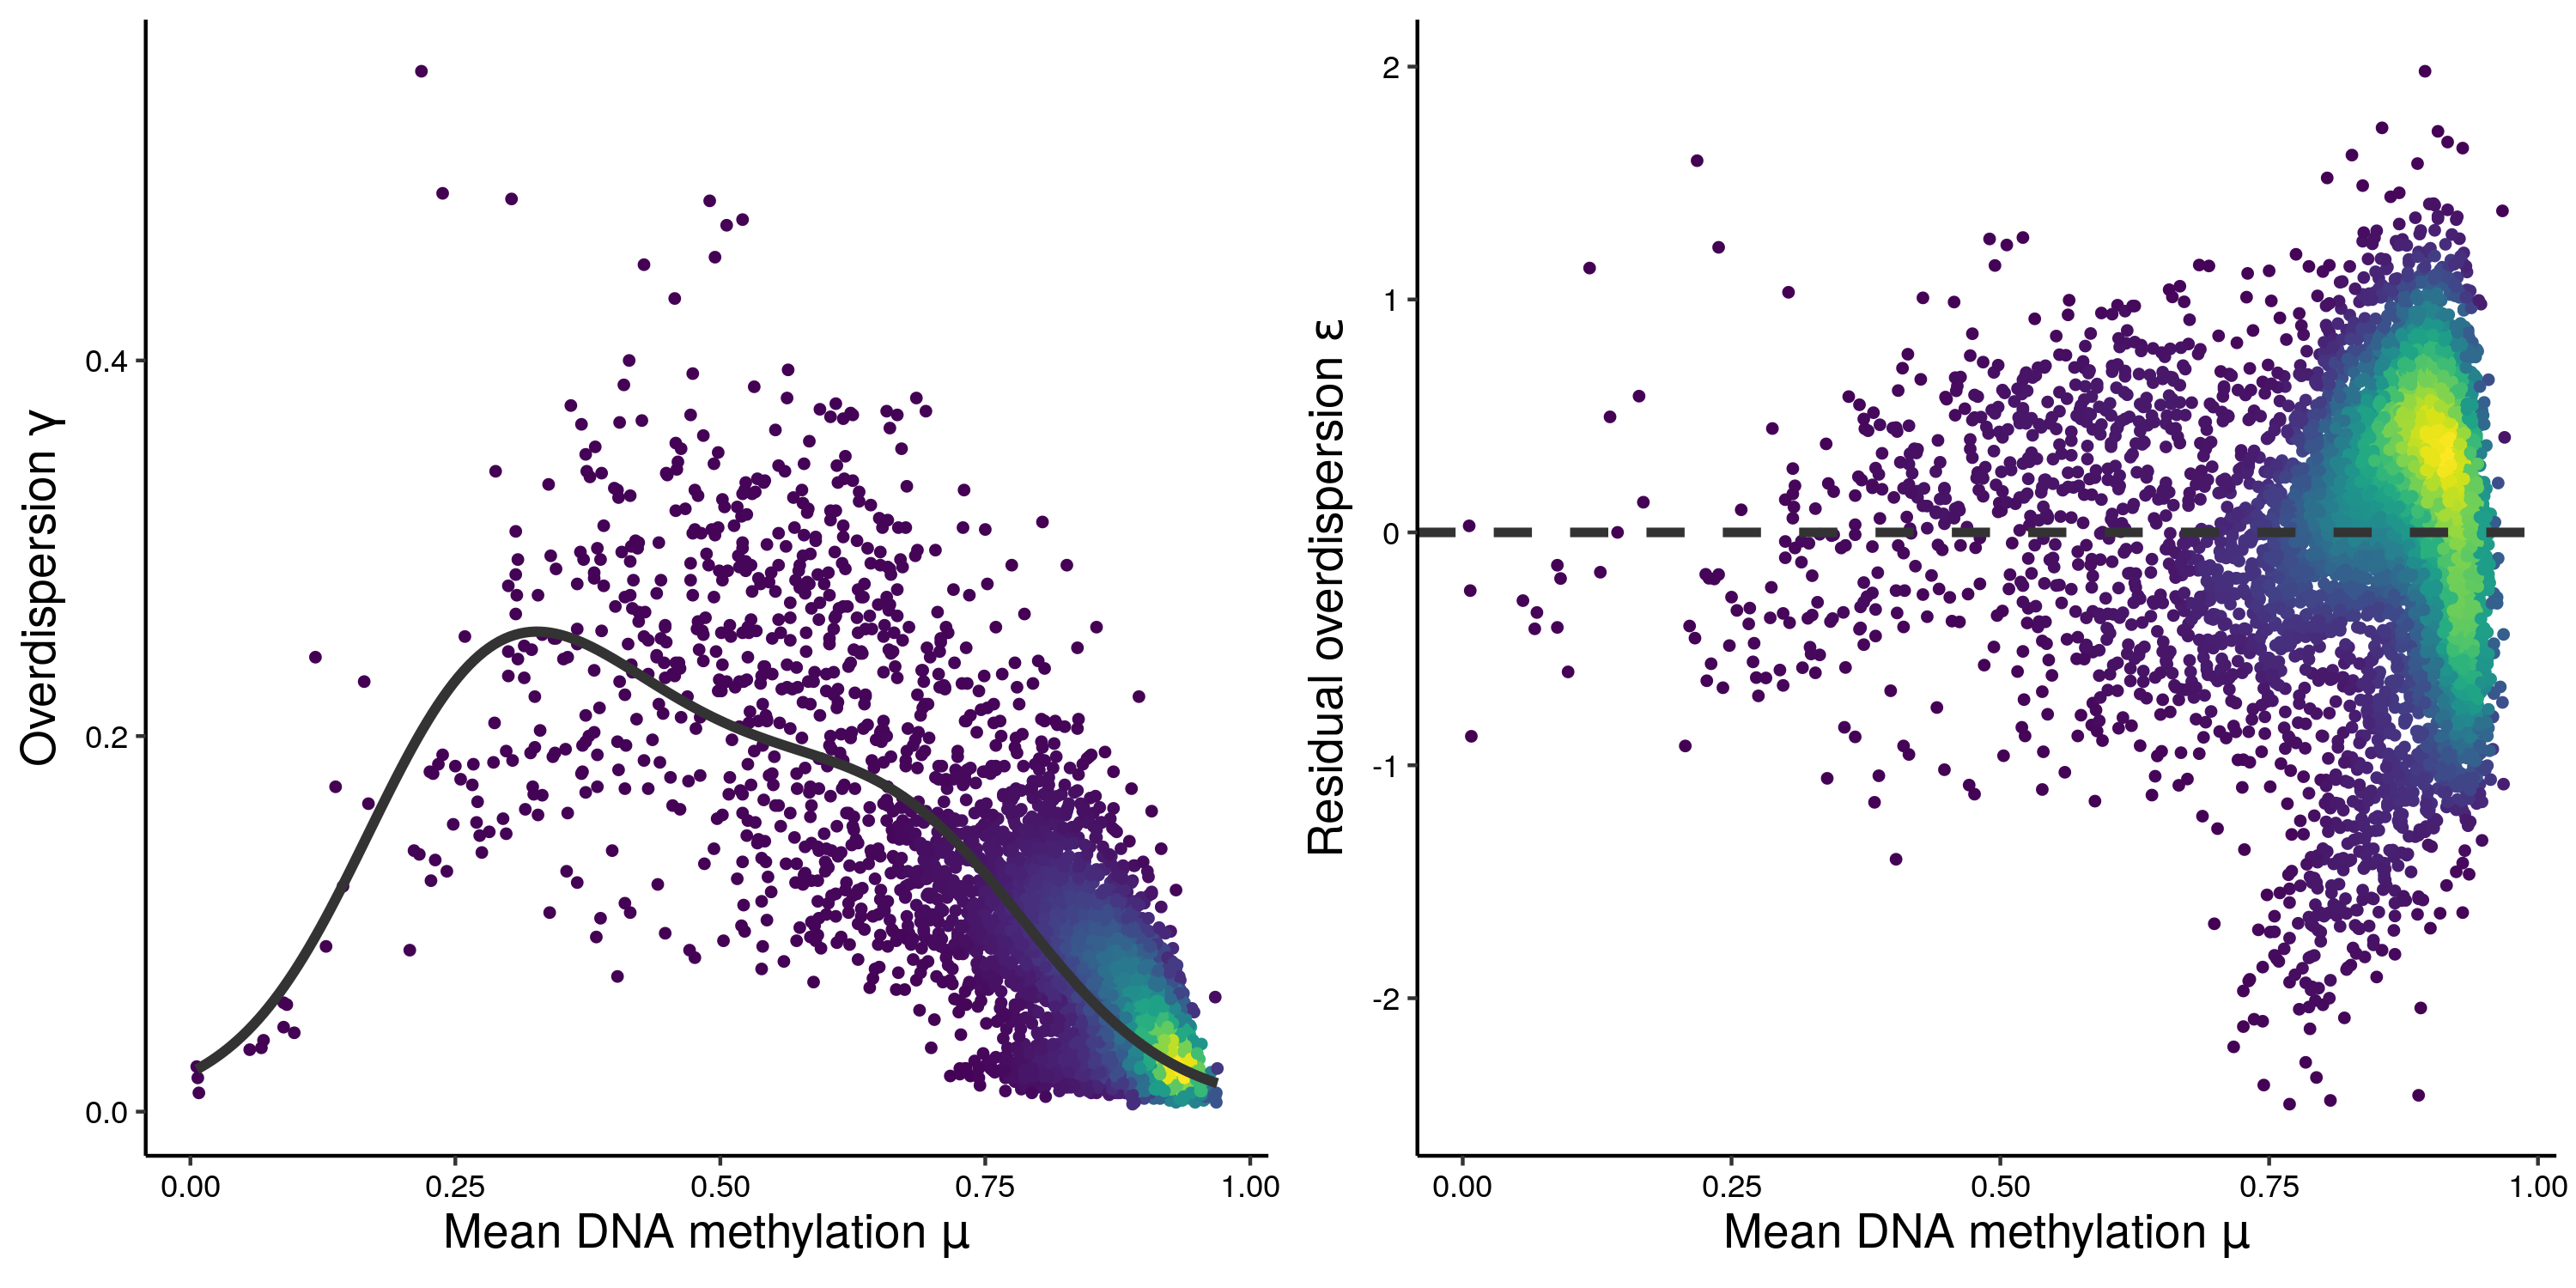 Overdispersion γ
0.4
0.2
0.0
0.00 0.25 0.50 0.75 1.00
Mean DNA methylation μ
Residual overdispersion ε
2
1
0
-1
-2
0.00 0.25 0.50 0.75 1.00
Mean DNA methylation μ